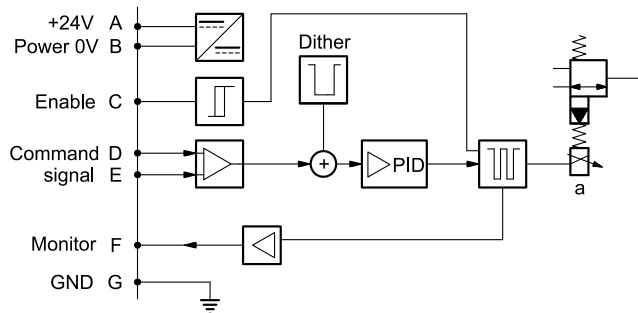 +24V A
Power 0V B
Dither
Enable C
Command D
signal E
PID
a
Monitor F
GND G